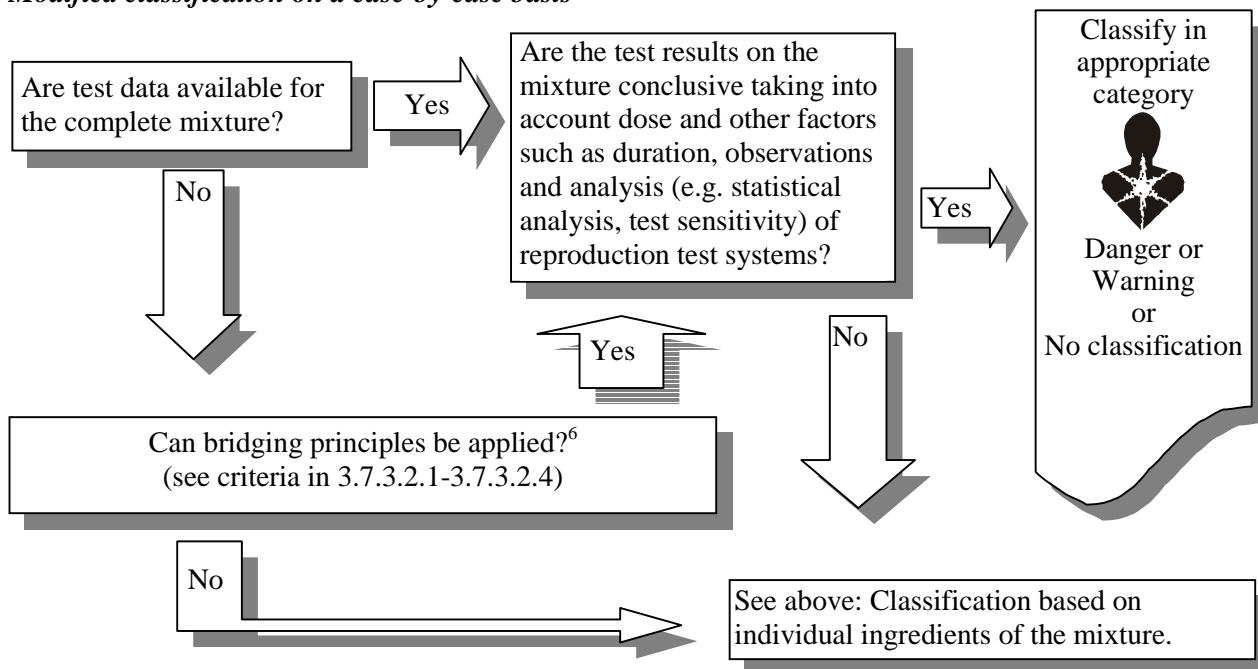 Modified classification on a case-by-case basis
Are test data available for
the complete mixture?
Yes
Are the test results on the
mixture conclusive taking into
account dose and other factors
such as duration, observations
and analysis (e.g. statistical
analysis, test sensitivity) of
reproduction test systems?
Yes
Classify in
appropriate
category
Danger or
Warning
or
No classification
No
Yes
No
Can bridging principles be applied?⁶
(see criteria in 3.7.3.2.1-3.7.3.2.4)
No
See above: Classification based on
individual ingredients of the mixture.